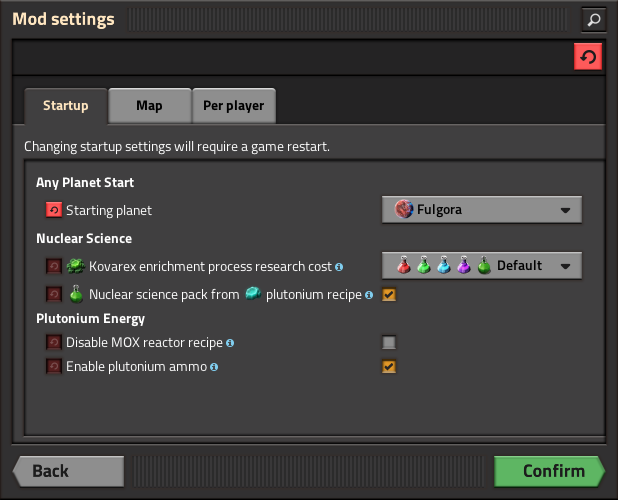 Mod settings
Startup Map Per player
Changing startup settings will require a game restart.
Any Planet Start
Starting planet Fulgora
Nuclear Science
Kovarex enrichment process research cost Default
Nuclear science pack from plutonium recipe
Plutonium Energy
Disable MOX reactor recipe
Enable plutonium ammo
Back Confirm